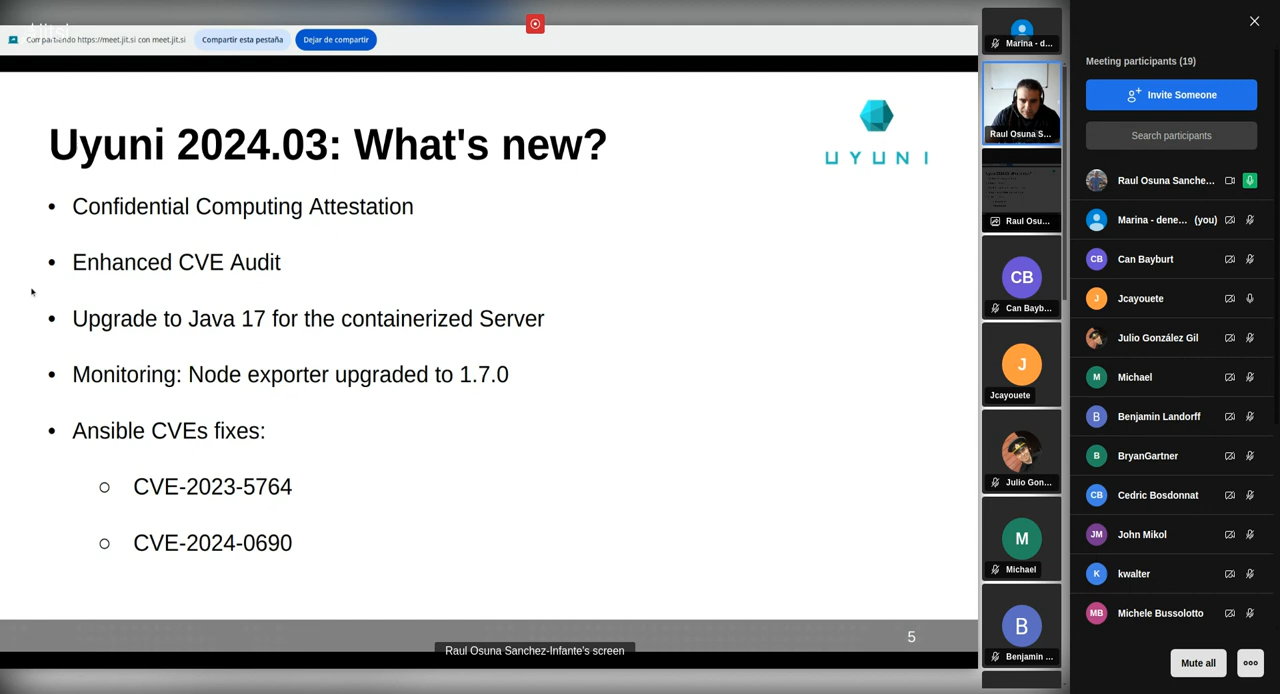 Compartiendo https://meet.jit.si con meet.jit.si
Compartir esta pestaña
Dejar de compartir
Uyuni 2024.03: What's new?
UYUNI
• Confidential Computing Attestation
• Enhanced CVE Audit
• Upgrade to Java 17 for the containerized Server
• Monitoring: Node exporter upgraded to 1.7.0
• Ansible CVEs fixes:
○ CVE-2023-5764
○ CVE-2024-0690
5
Raul Osuna Sanchez-Infante's screen
Marina - d...
Raul Osuna S...
Raul Osu...
CB
Can Bayb...
J
Jcayouete
Julio Gon...
M
Michael
B
Benjamin ...
Meeting participants (19)
Invite Someone
Search participants
Raul Osuna Sanche...
Marina - dene... (you)
CB Can Bayburt
J Jcayouete
Julio González Gil
M Michael
B Benjamin Landorff
B BryanGartner
CB Cedric Bosdonnat
JM John Mikol
K kwalter
MB Michele Bussolotto
Mute all